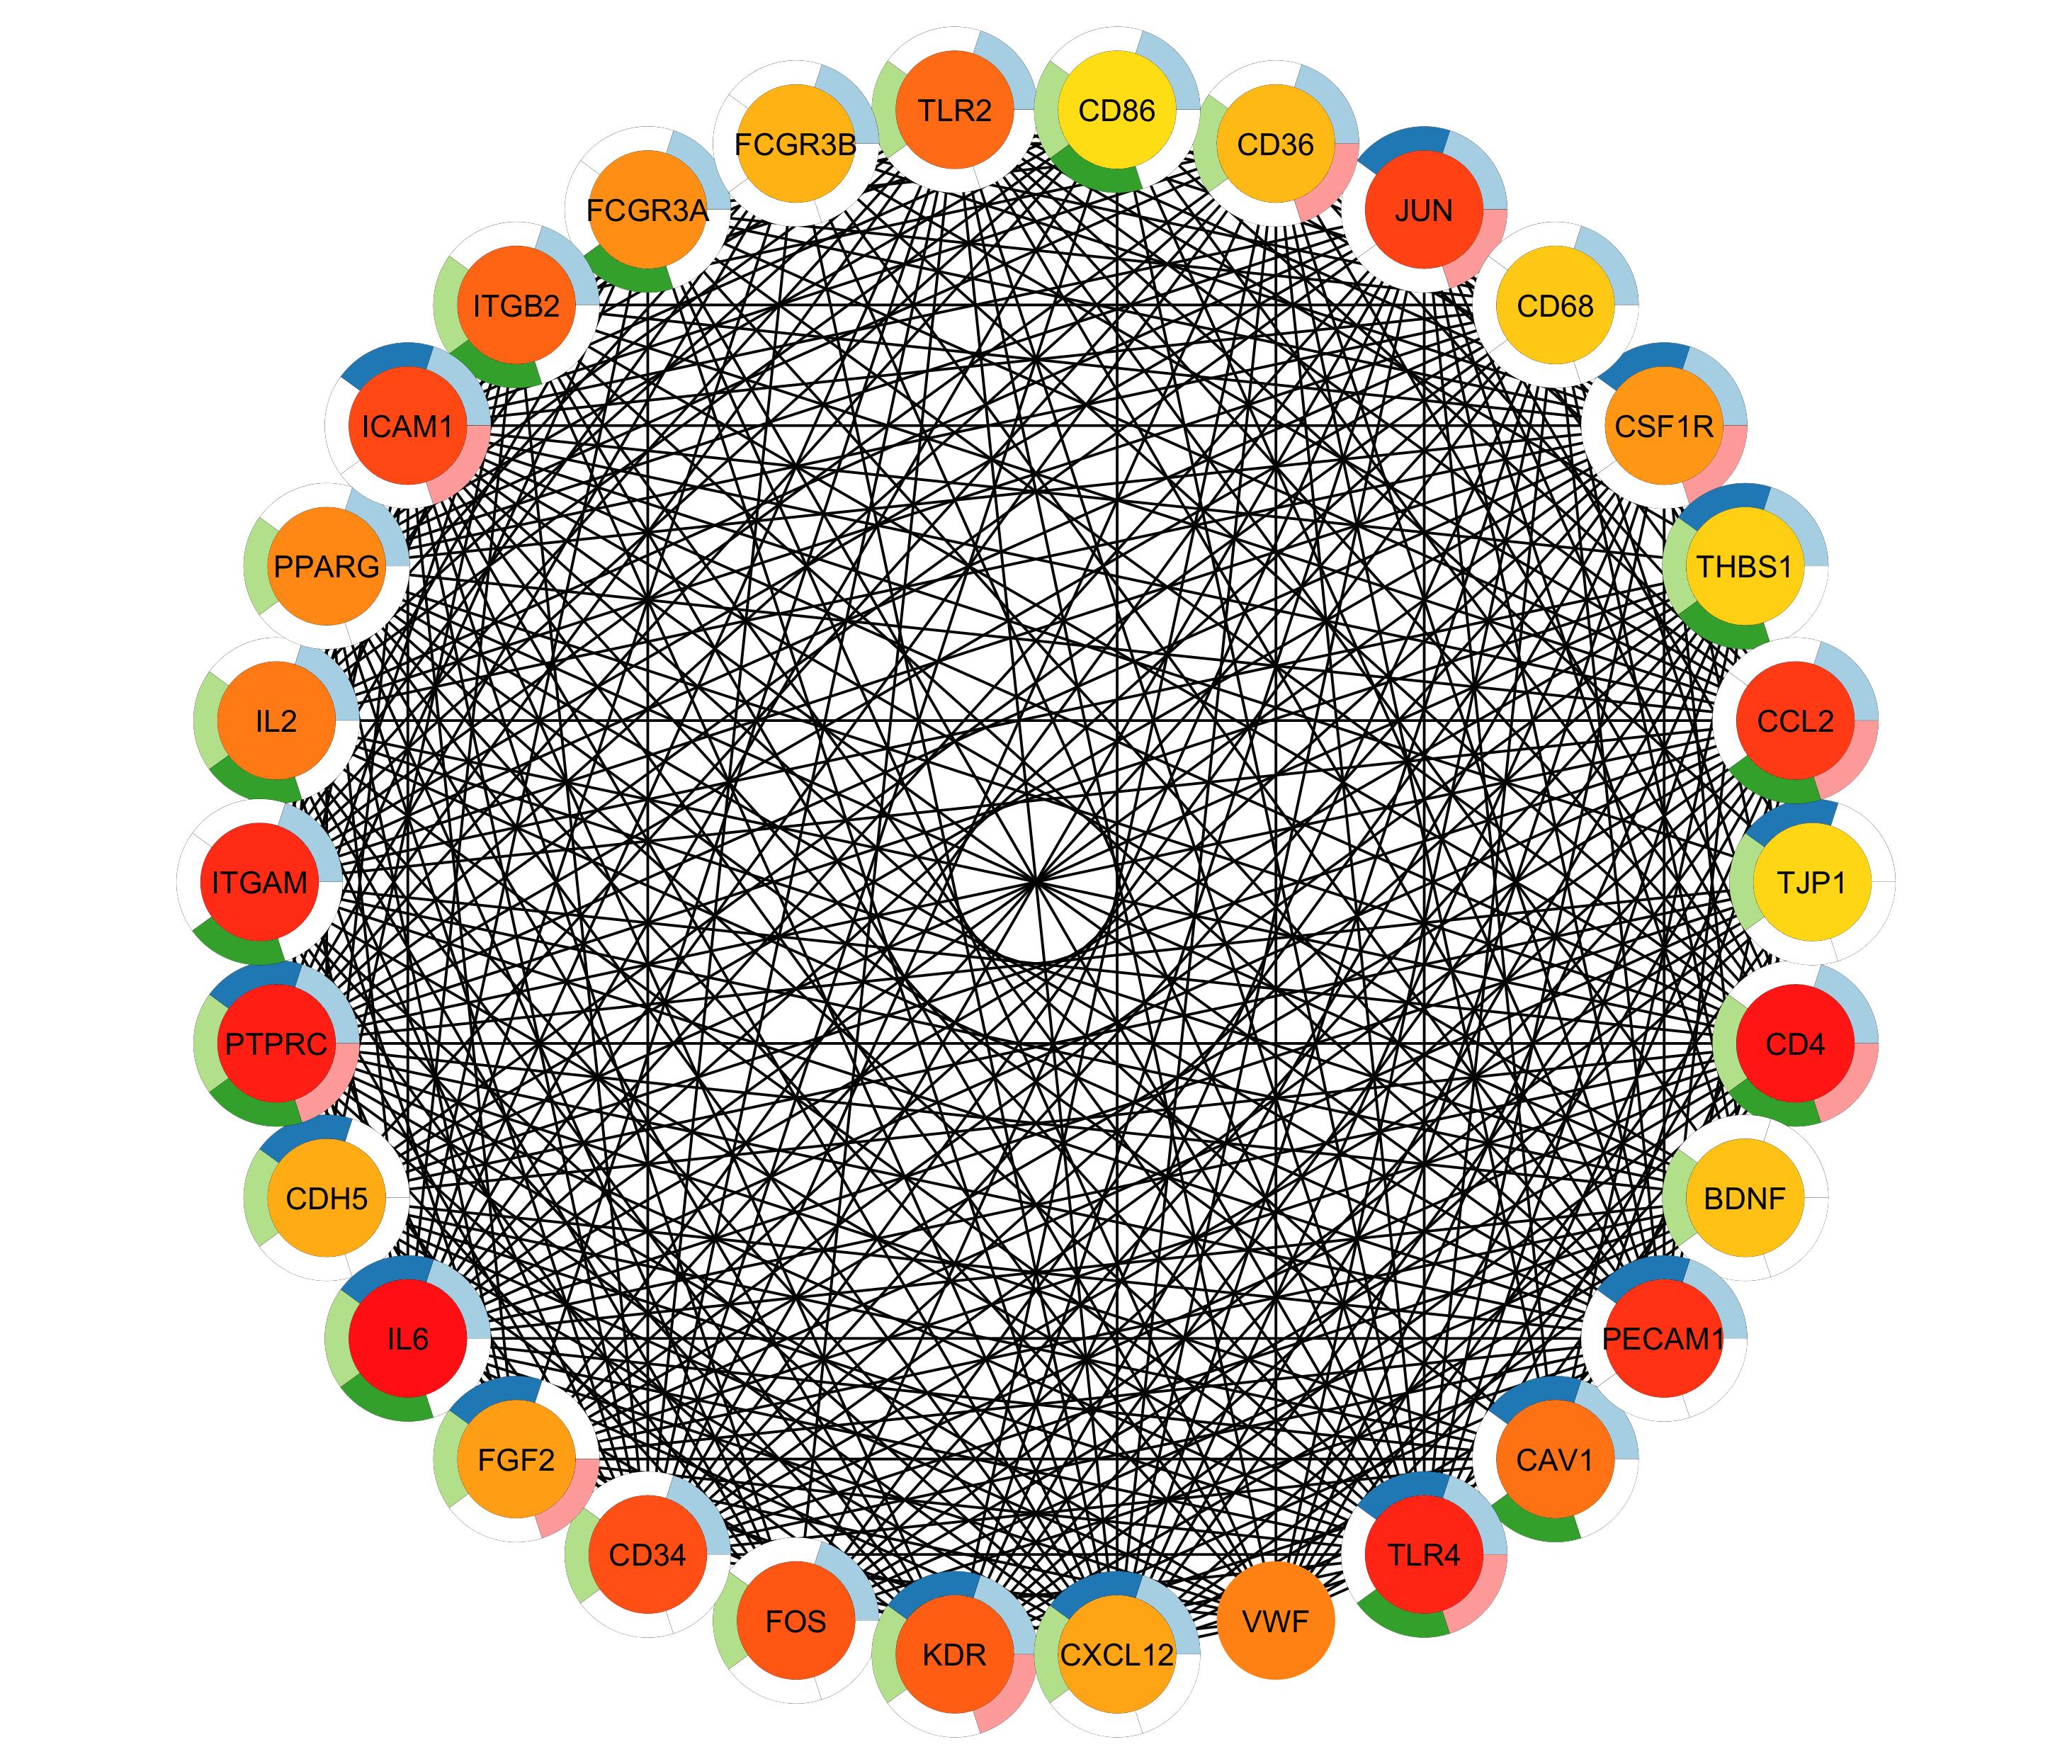 TLR2
CD86
FCGR3B
CD36
FCGR3A
JUN
ITGB2
CD68
ICAM1
CSF1R
PPARG
THBS1
IL2
CCL2
ITGAM
TJP1
PTPRC
CD4
CDH5
BDNF
IL6
PECAM1
FGF2
CAV1
CD34
TLR4
FOS
VWF
KDR
CXCL12